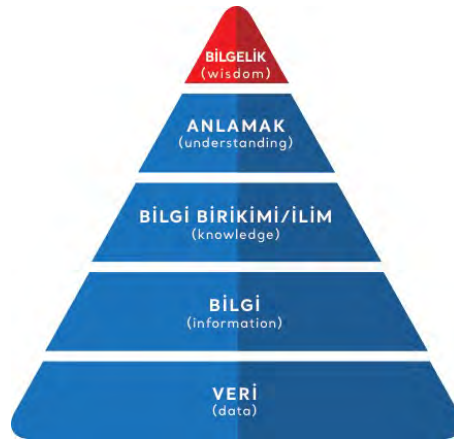 BİLGELİK
(wisdom)
ANLAMAK
(understanding)
BİLGİ BİRİKİMİ/İLİM
(knowledge)
BİLGİ
(information)
VERİ
(data)